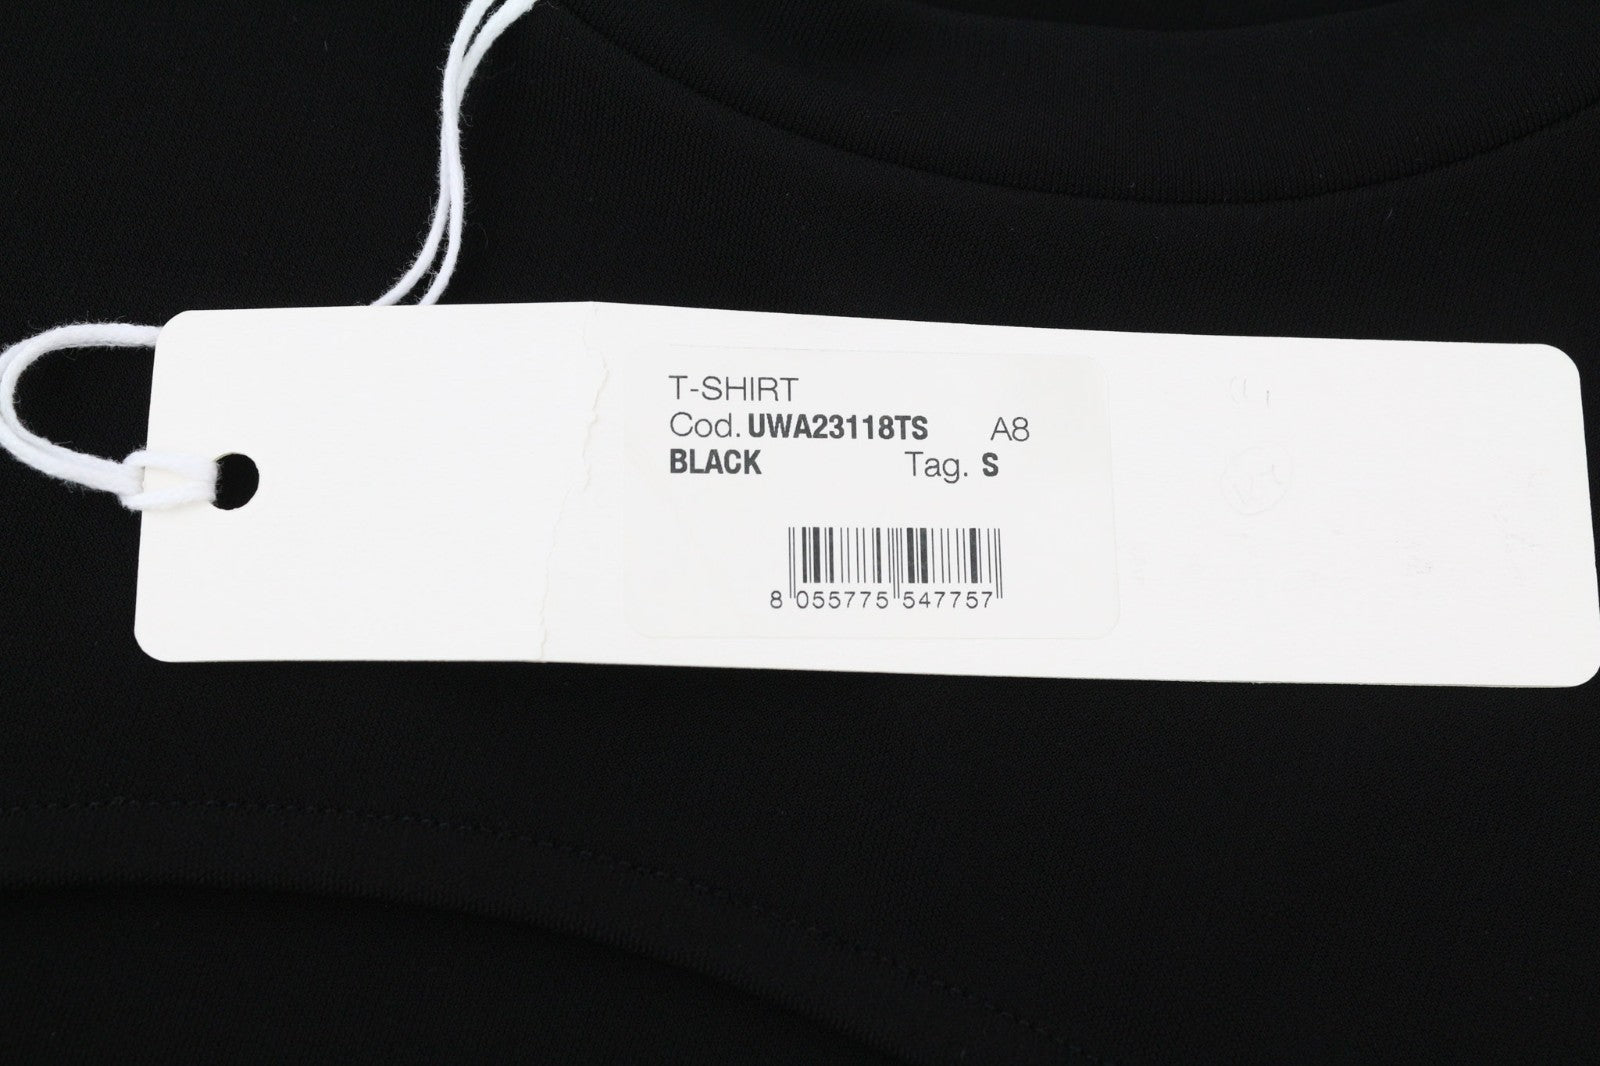 T-SHIRT
Cod. UWA23118TS A8
BLACK Tag. S
8 055775 547757